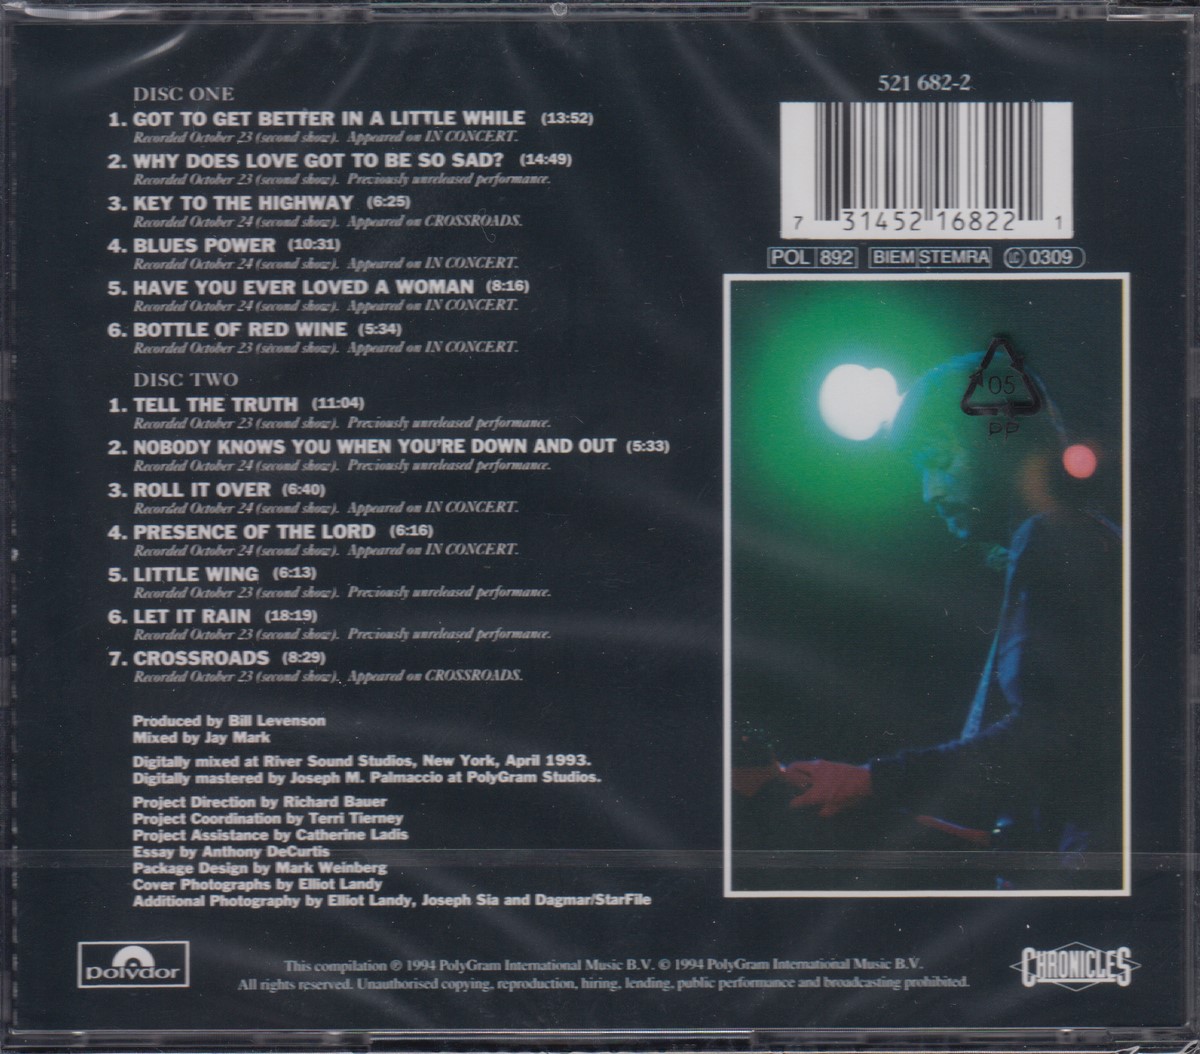 DISC ONE
1. GOT TO GET BETTER IN A LITTLE WHILE (13:52)
Recorded October 23 (second show). Appeared on IN CONCERT.
2. WHY DOES LOVE GOT TO BE SO SAD? (14:49)
Recorded October 23 (second show). Previously unreleased performance.
3. KEY TO THE HIGHWAY (6:25)
Recorded October 24 (second show). Appeared on CROSSROADS.
4. BLUES POWER (10:31)
Recorded October 24 (second show). Appeared on IN CONCERT.
5. HAVE YOU EVER LOVED A WOMAN (8:16)
Recorded October 24 (second show). Appeared on IN CONCERT.
6. BOTTLE OF RED WINE (5:34)
Recorded October 23 (second show). Appeared on IN CONCERT.
DISC TWO
1. TELL THE TRUTH (11:04)
Recorded October 23 (second show). Previously unreleased performance.
2. NOBODY KNOWS YOU WHEN YOU'RE DOWN AND OUT (5:33)
Recorded October 24 (second show). Previously unreleased performance.
3. ROLL IT OVER (6:40)
Recorded October 24 (second show). Appeared on IN CONCERT.
4. PRESENCE OF THE LORD (6:16)
Recorded October 24 (second show). Appeared on IN CONCERT.
5. LITTLE WING (6:13)
Recorded October 23 (second show). Previously unreleased performance.
6. LET IT RAIN (18:19)
Recorded October 23 (second show). Previously unreleased performance.
7. CROSSROADS (8:29)
Recorded October 23 (second show). Appeared on CROSSROADS.
Produced by Bill Levenson
Mixed by Jay Mark
Digitally mixed at River Sound Studios, New York, April 1993.
Digitally mastered by Joseph M. Palmaccio at PolyGram Studios.
Project Direction by Richard Bauer
Project Coordination by Terri Tierney
Project Assistance by Catherine Ladis
Essay by Anthony DeCurtis
Package Design by Mark Weinberg
Cover Photographs by Elliot Landy
Additional Photography by Elliot Landy, Joseph Sia and Dagmar/StarFile
521 682-2
7 31452 16822 1
POL 892 BIEM STEMRA LC 0309
05
PP
polydor
This compilation ℗ 1994 PolyGram International Music B.V. © 1994 PolyGram International Music B.V.
All rights reserved. Unauthorised copying, reproduction, hiring, lending, public performance and broadcasting prohibited.
CHRONICLES